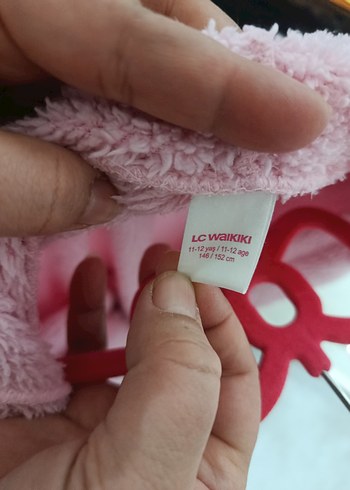 LC WAIKIKI
11-12 yaş / 11-12 age
146 / 152 cm